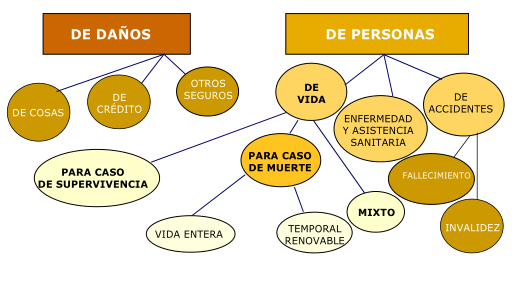 DE DAÑOS
DE PERSONAS
DE COSAS
DE
CRÉDITO
OTROS
SEGUROS
DE
VIDA
ENFERMEDAD
Y ASISTENCIA
SANITARIA
DE
ACCIDENTES
PARA CASO
DE SUPERVIVENCIA
PARA CASO
DE MUERTE
FALLECIMIENTO
MIXTO
VIDA ENTERA
TEMPORAL
RENOVABLE
INVALIDEZ